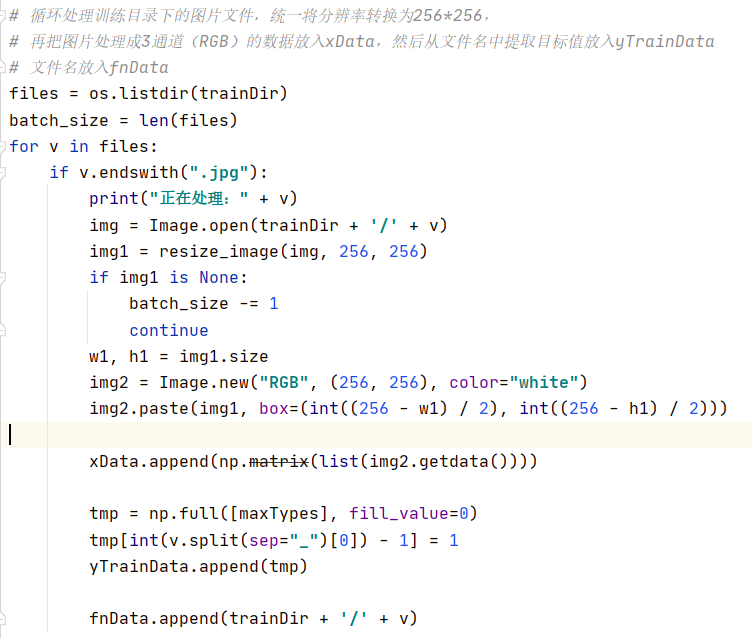 # 循环处理训练目录下的图片文件，统一将分辨率转换为256*256，
# 再把图片处理成3通道（RGB）的数据放入xData，然后从文件名中提取目标值放入yTrainData
# 文件名放入fnData
files = os.listdir(trainDir)
batch_size = len(files)
for v in files:
    if v.endswith(".jpg"):
        print("正在处理：" + v)
        img = Image.open(trainDir + '/' + v)
        img1 = resize_image(img, 256, 256)
        if img1 is None:
            batch_size -= 1
            continue
        w1, h1 = img1.size
        img2 = Image.new("RGB", (256, 256), color="white")
        img2.paste(img1, box=(int((256 - w1) / 2), int((256 - h1) / 2)))
        xData.append(np.matrix(list(img2.getdata())))
        tmp = np.full([maxTypes], fill_value=0)
        tmp[int(v.split(sep="_")[0]) - 1] = 1
        yTrainData.append(tmp)
        fnData.append(trainDir + '/' + v)